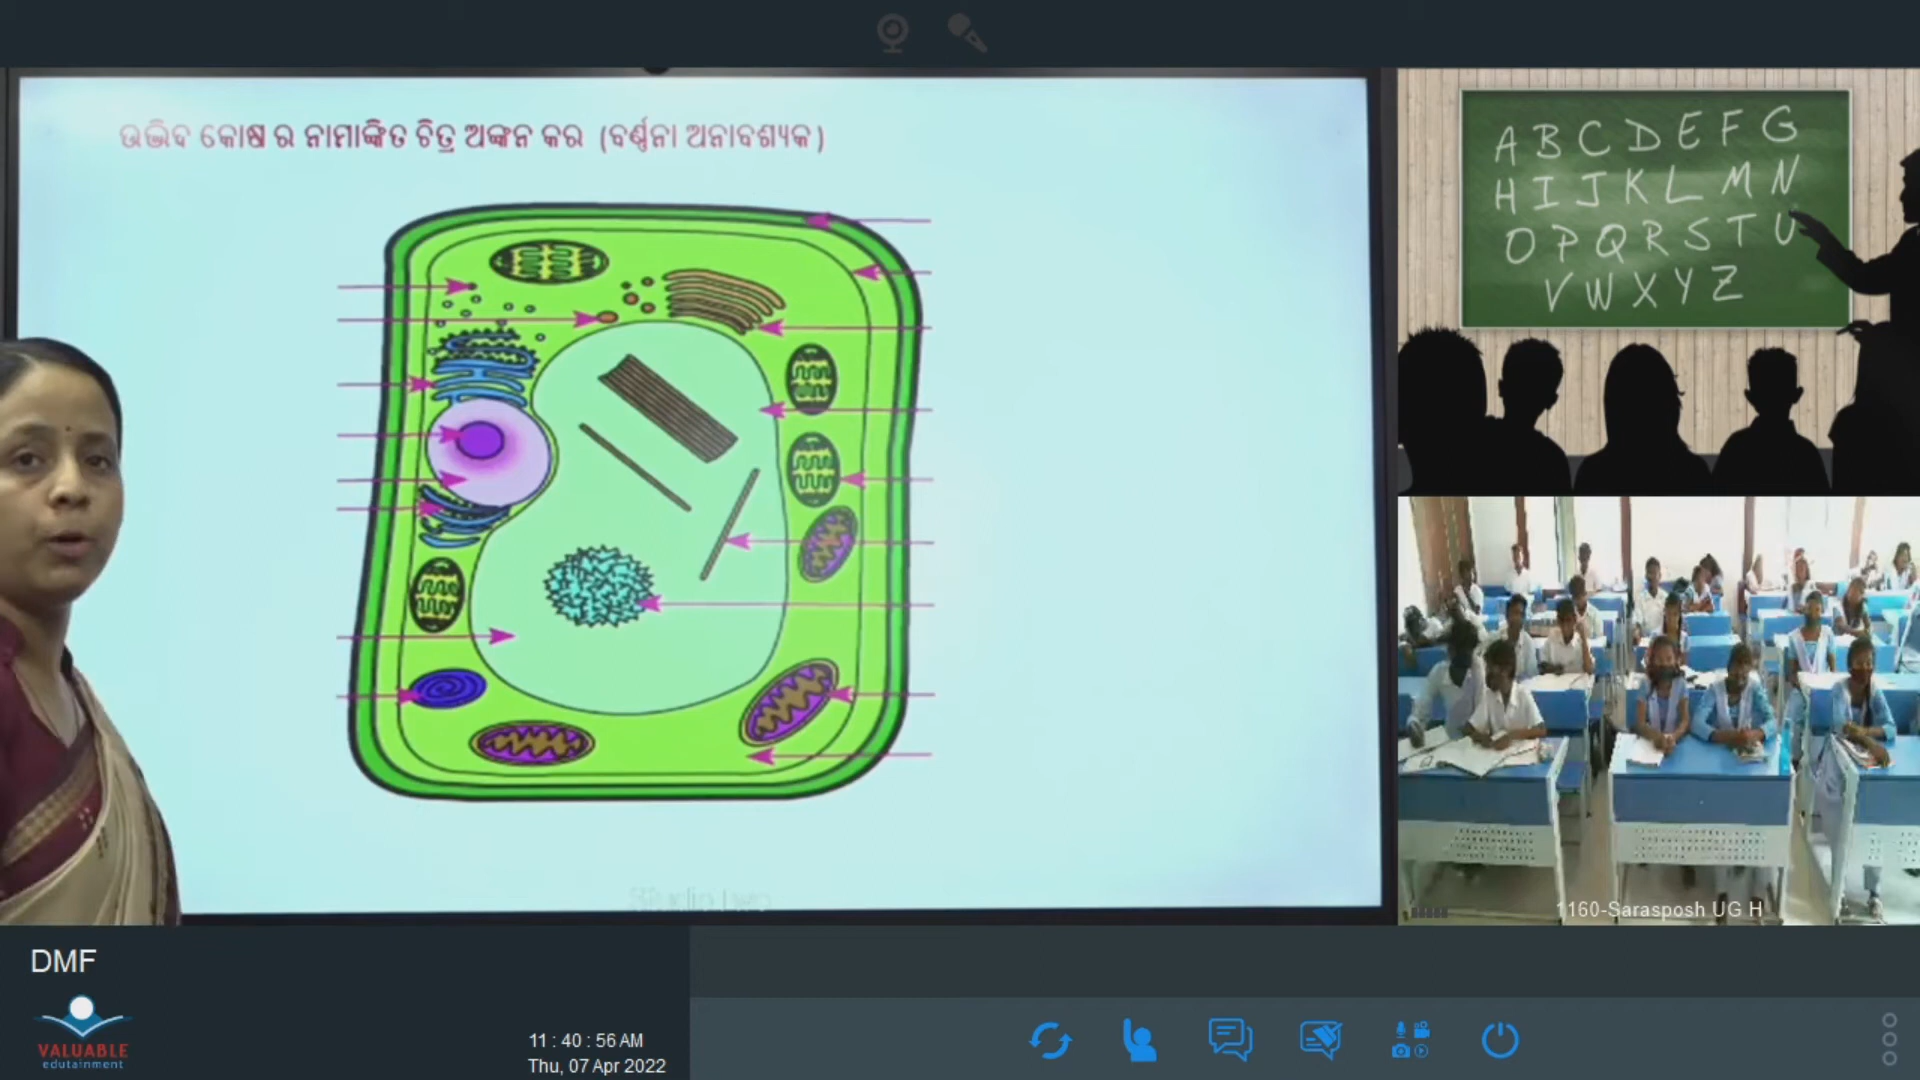 ଉଦ୍ଭିଦ କୋଷ ର ନାମାଙ୍କିତ ଚିତ୍ର ଅଙ୍କନ କର (ବର୍ଣ୍ଣନା ଅନାବଶ୍ୟକ)
A B C D E F G
H I J K L M N
O P Q R S T U
V W X Y Z
1160-Sarasposh UG H
DMF
VALUABLE
edutainment
11 : 40 : 56 AM
Thu, 07 Apr 2022